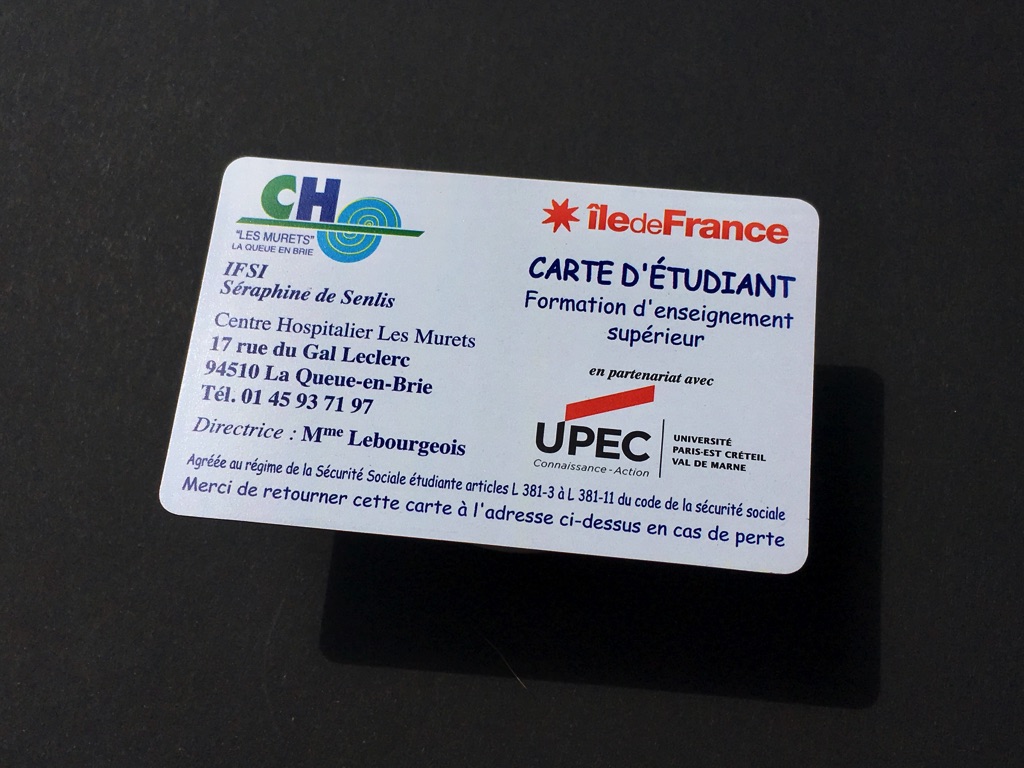 CH
"LES MURETS"
LA QUEUE EN BRIE
IFSI
Séraphine de Senlis
Centre Hospitalier Les Murets
17 rue du Gal Leclerc
94510 La Queue-en-Brie
Tél. 01 45 93 71 97
Directrice : Mme Lebourgeois
îledeFrance
CARTE D'ÉTUDIANT
Formation d'enseignement
supérieur
en partenariat avec
UPEC
Connaissance - Action
UNIVERSITÉ
PARIS-EST CRÉTEIL
VAL DE MARNE
Agréée au régime de la Sécurité Sociale étudiante articles L 381-3 à L 381-11 du code de la sécurité sociale
Merci de retourner cette carte à l'adresse ci-dessus en cas de perte